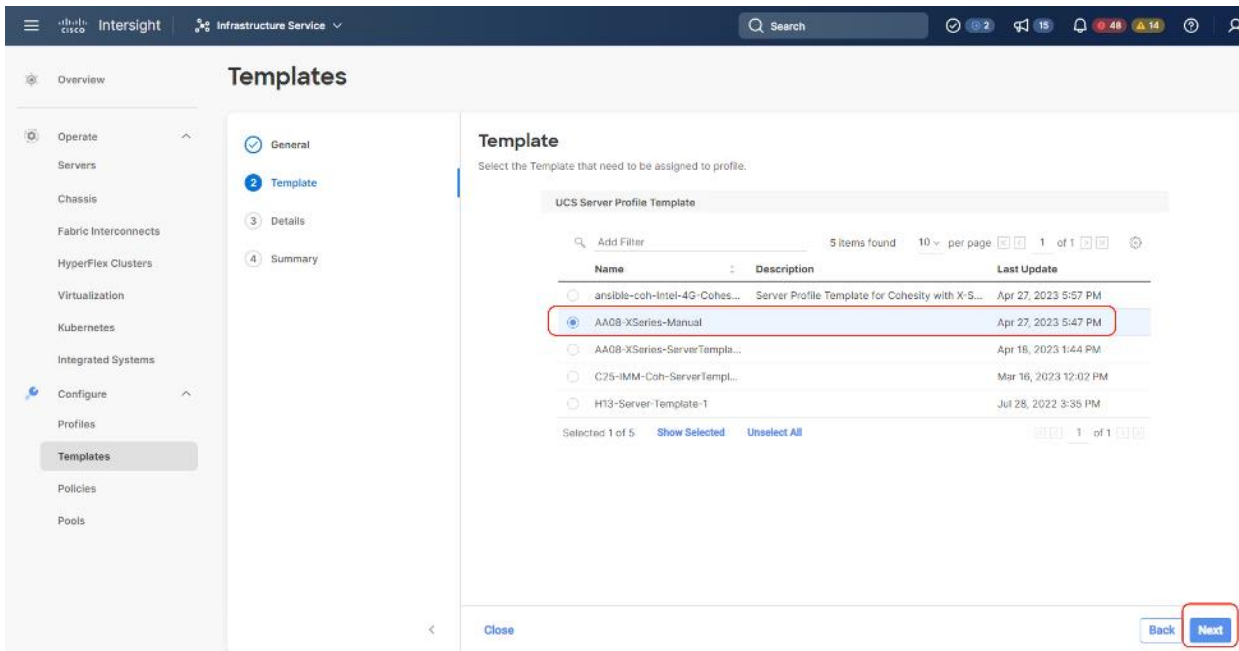 cisco Intersight Infrastructure Service Search 2 15 48 14
Templates
Overview
Operate
Servers
Chassis
Fabric Interconnects
HyperFlex Clusters
Virtualization
Kubernetes
Integrated Systems
Configure
Profiles
Templates
Policies
Pools
General
2 Template
3 Details
4 Summary
Template
Select the Template that need to be assigned to profile.
UCS Server Profile Template
Add Filter 5 items found 10 per page 1 of 1
Name Description Last Update
ansible-coh-Intel-4G-Cohes... Server Profile Template for Cohesity with X-S... Apr 27, 2023 5:57 PM
AA08-XSeries-Manual Apr 27, 2023 5:47 PM
AA08-XSeries-ServerTempla... Apr 18, 2023 1:44 PM
C25-IMM-Coh-ServerTempl... Mar 16, 2023 12:02 PM
H13-Server-Template-1 Jul 28, 2022 3:35 PM
Selected 1 of 5 Show Selected Unselect All 1 of 1
Close Back Next